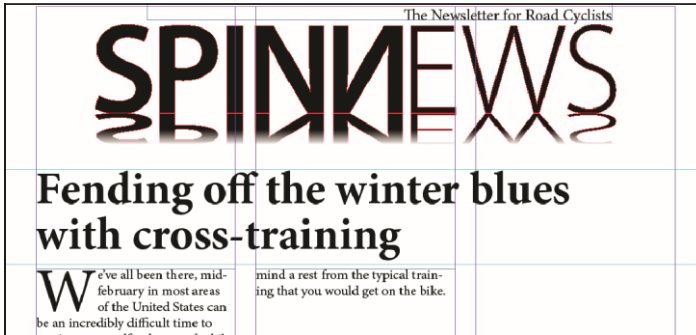 The Newsletter for Road Cyclists
SPINNEWS
Fending off the winter blues
with cross-training
We've all been there, mid-
february in most areas
of the United States can
be an incredibly difficult time to
mind a rest from the typical train-
ing that you would get on the bike.